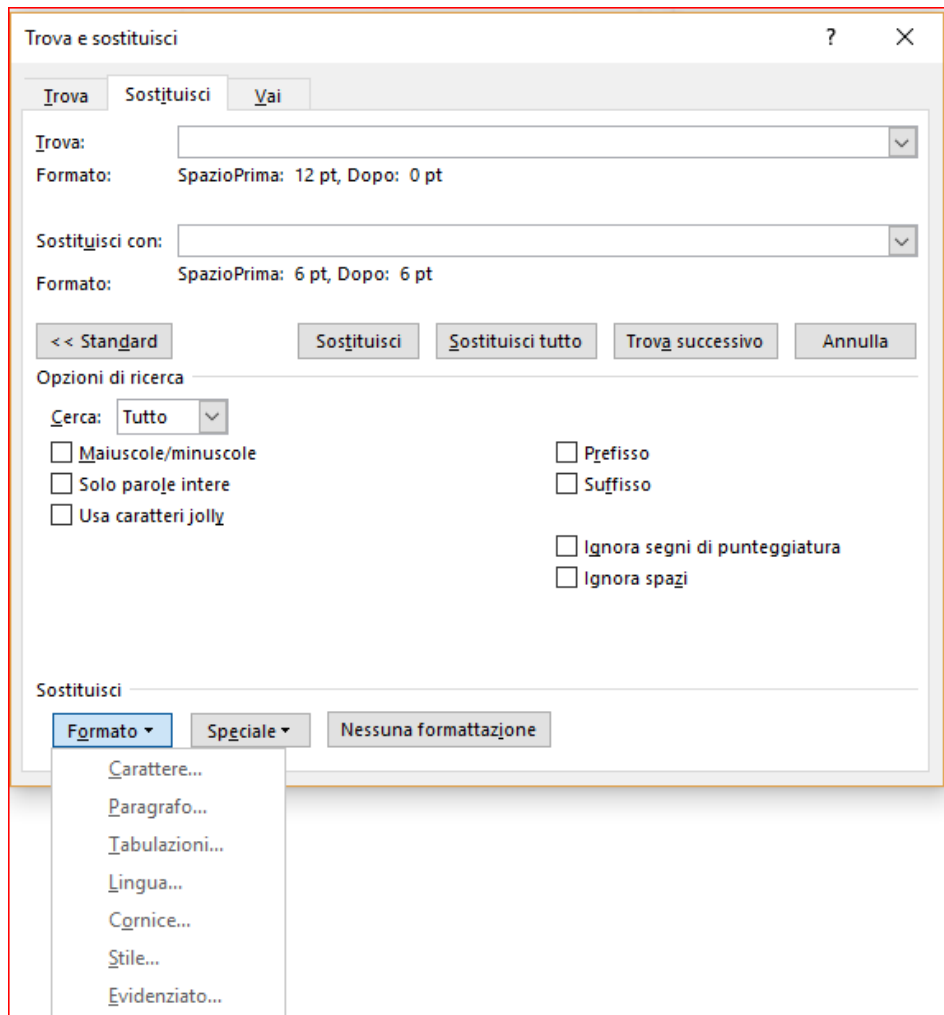 Trova e sostituisci
?
Trova Sostituisci Vai
Trova:
Formato: SpazioPrima: 12 pt, Dopo: 0 pt
Sostituisci con:
Formato: SpazioPrima: 6 pt, Dopo: 6 pt
<< Standard Sostituisci Sostituisci tutto Trova successivo Annulla
Opzioni di ricerca
Cerca: Tutto
Maiuscole/minuscole Prefisso
Solo parole intere Suffisso
Usa caratteri jolly
Ignora segni di punteggiatura
Ignora spazi
Sostituisci
Formato Speciale Nessuna formattazione
Carattere...
Paragrafo...
Tabulazioni...
Lingua...
Cornice...
Stile...
Evidenziato...